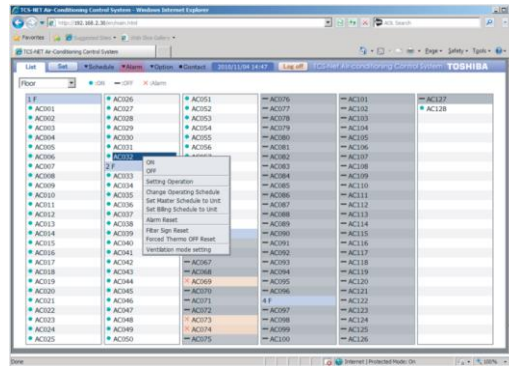 TCS-NET Air-Conditioning Control System - Windows Internet Explorer
Favorites
Suggested Sites
Web Slice Gallery
TCS-NET Air-Conditioning Control System
Page Safety Tools
List Set Schedule Alarm Option Contact 2010/11/04 14:47 Log off TCS-Net Air-conditioning Control System TOSHIBA
Floor :ON :OFF :Alarm
1 F
AC001
AC002
AC003
AC004
AC005
AC006
AC007
AC008
AC009
AC010
AC011
AC012
AC013
AC014
AC015
AC016
AC017
AC018
AC019
AC020
AC021
AC022
AC023
AC024
AC025
AC026
AC027
AC028
AC029
AC030
AC031
AC032
2 F
AC033
AC034
AC035
AC036
AC037
AC038
AC039
AC040
AC041
AC042
AC043
AC044
AC045
AC046
AC047
AC048
AC049
AC050
AC051
AC052
AC053
AC054
AC055
AC056
ON
OFF
Setting Operation
Change Operating Schedule
Set Master Schedule to Unit
Set Billing Schedule to Unit
Alarm Reset
Filter Sign Reset
Forced Thermo OFF Reset
Ventilation mode setting
AC067
AC068
AC069
AC070
AC071
AC072
AC073
AC074
AC075
AC076
AC077
AC078
AC079
AC080
AC081
AC082
AC083
AC084
AC085
AC086
AC087
AC088
AC089
AC090
AC091
AC092
AC093
AC094
AC095
AC096
4 F
AC097
AC098
AC099
AC100
AC101
AC102
AC103
AC104
AC105
AC106
AC107
AC108
AC109
AC110
AC111
AC112
AC113
AC114
AC115
AC116
AC117
AC118
AC119
AC120
AC121
AC122
AC123
AC124
AC125
AC126
AC127
AC128
Done
Internet | Protected Mode: On
100%